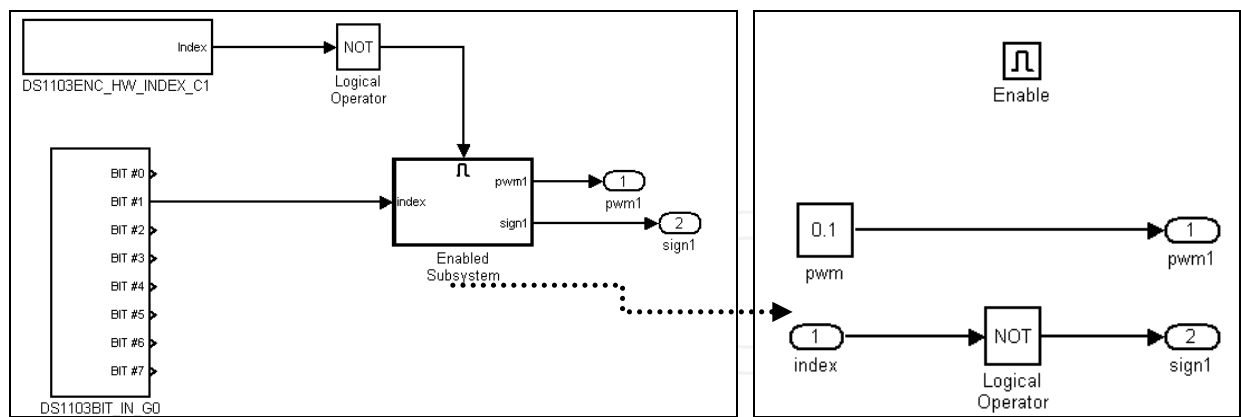 Index
DS1103ENC_HW_INDEX_C1
NOT
Logical
Operator
BIT #0
BIT #1
BIT #2
BIT #3
BIT #4
BIT #5
BIT #6
BIT #7
DS1103BIT_IN_G0
index
pwm1
sign1
Enabled
Subsystem
1
pwm1
2
sign1
Enable
0.1
pwm
1
pwm1
1
index
NOT
Logical
Operator
2
sign1